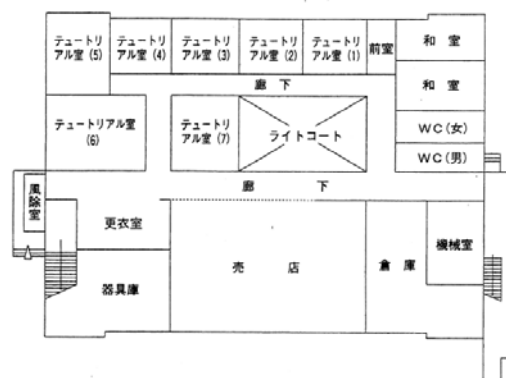 テュートリ
アル室 (5)
テュートリ
アル室 (4)
テュートリ
アル室 (3)
テュートリ
アル室 (2)
テュートリ
アル室 (1)
前室
和 室
廊 下
和 室
テュートリアル室
(6)
テュートリ
アル室 (7)
ライトコート
WC(女)
WC(男)
風除室
廊 下
更衣室
売 店
倉 庫
機械室
器具庫